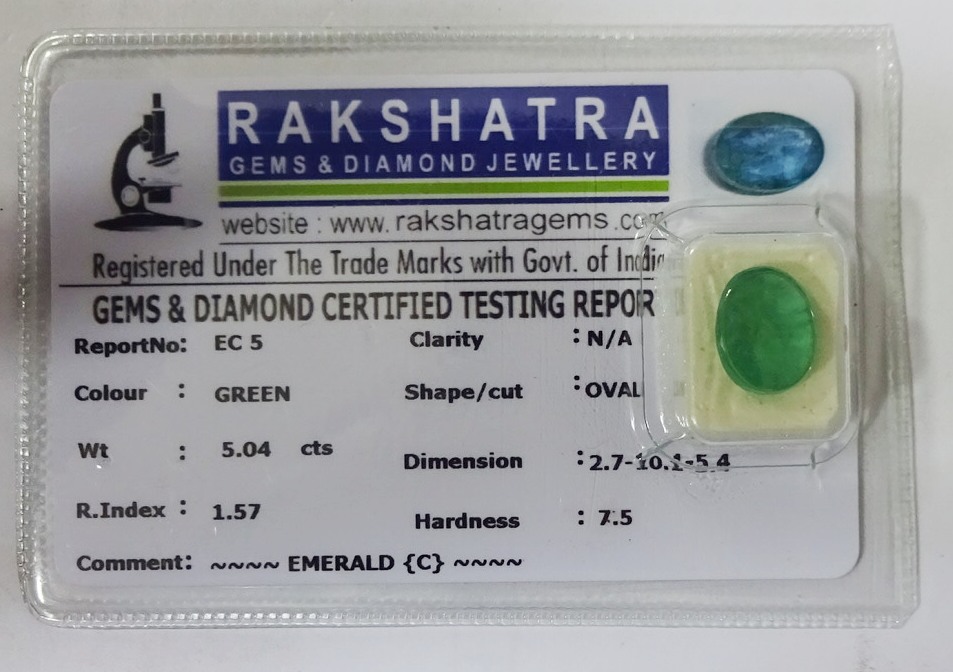 RAKSHATRA
GEMS & DIAMOND JEWELLERY
website : www.rakshatragems.com
Registered Under The Trade Marks with Govt. of India
GEMS & DIAMOND CERTIFIED TESTING REPOR
ReportNo: EC 5 Clarity : N/A
Colour : GREEN Shape/cut : OVAL
Wt : 5.04 cts Dimension : 2.7-10.1-5.4
R.Index : 1.57 Hardness : 7.5
Comment: ~~~~ EMERALD {C} ~~~~